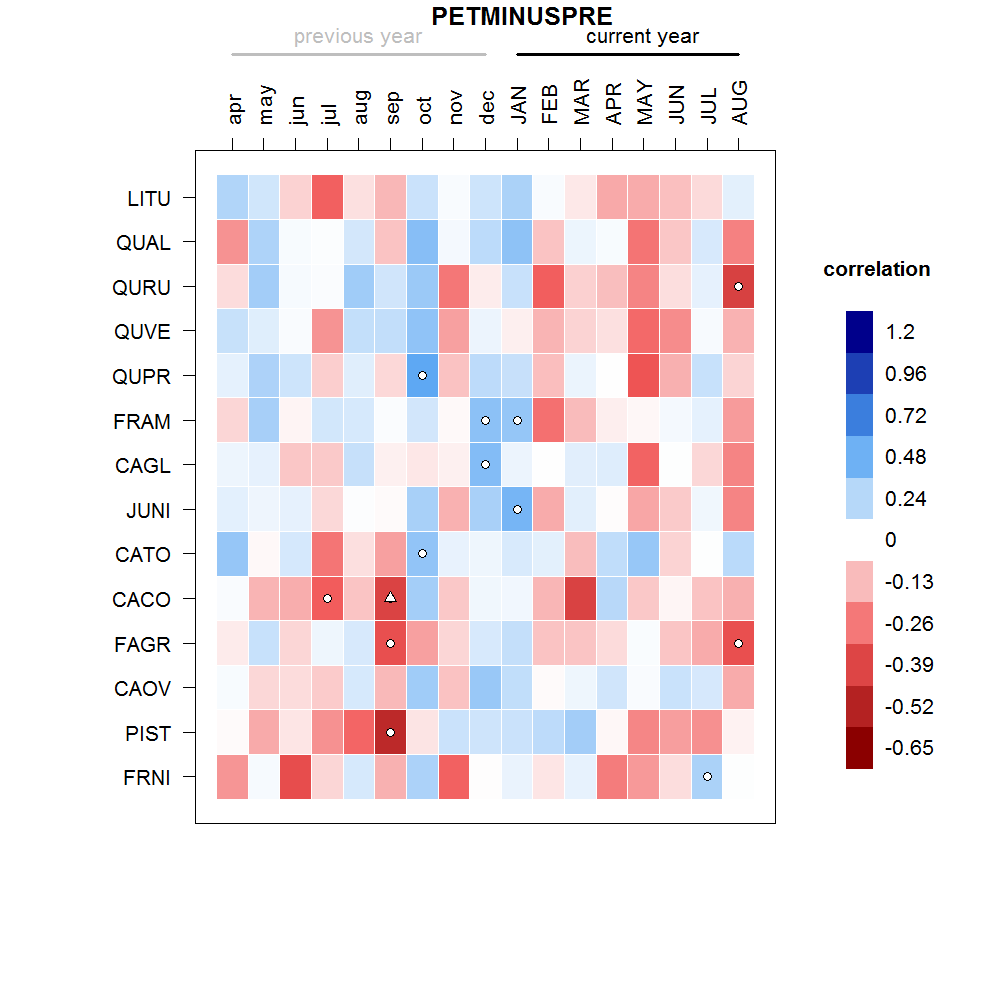 PETMINUSPRE
previous year current year
apr may jun jul aug sep oct nov dec JAN FEB MAR APR MAY JUN JUL AUG
LITU
QUAL
QURU
QUVE
QUPR
FRAM
CAGL
JUNI
CATO
CACO
FAGR
CAOV
PIST
FRNI
correlation
1.2
0.96
0.72
0.48
0.24
0
-0.13
-0.26
-0.39
-0.52
-0.65